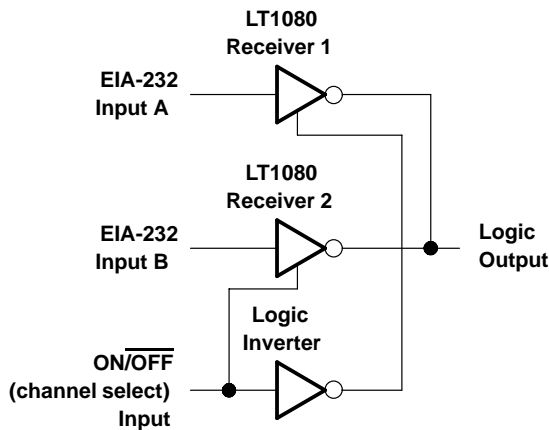 LT1080
Receiver 1
EIA-232
Input A
LT1080
Receiver 2
EIA-232
Input B
Logic
Output
Logic
Inverter
ON/OFF
(channel select)
Input